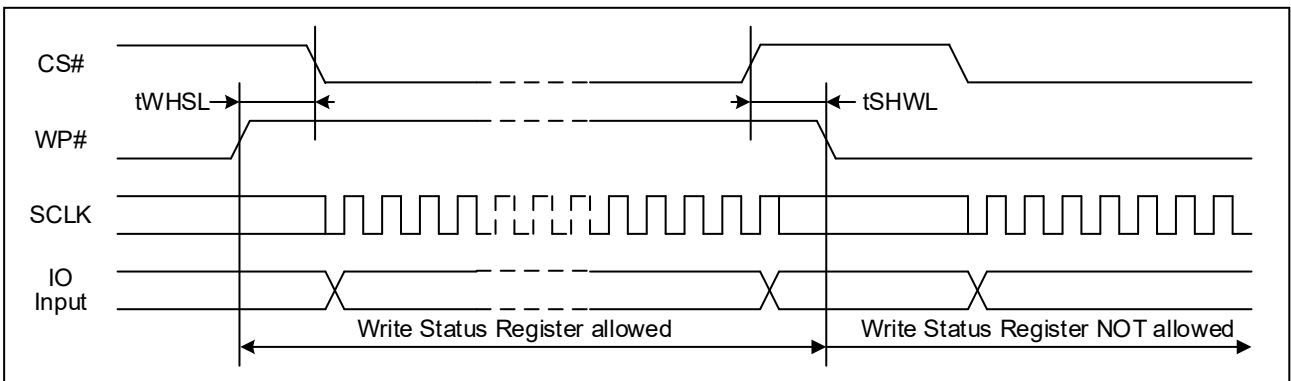 CS#
tWHSL
tSHWL
WP#
SCLK
IO
Input
Write Status Register allowed
Write Status Register NOT allowed